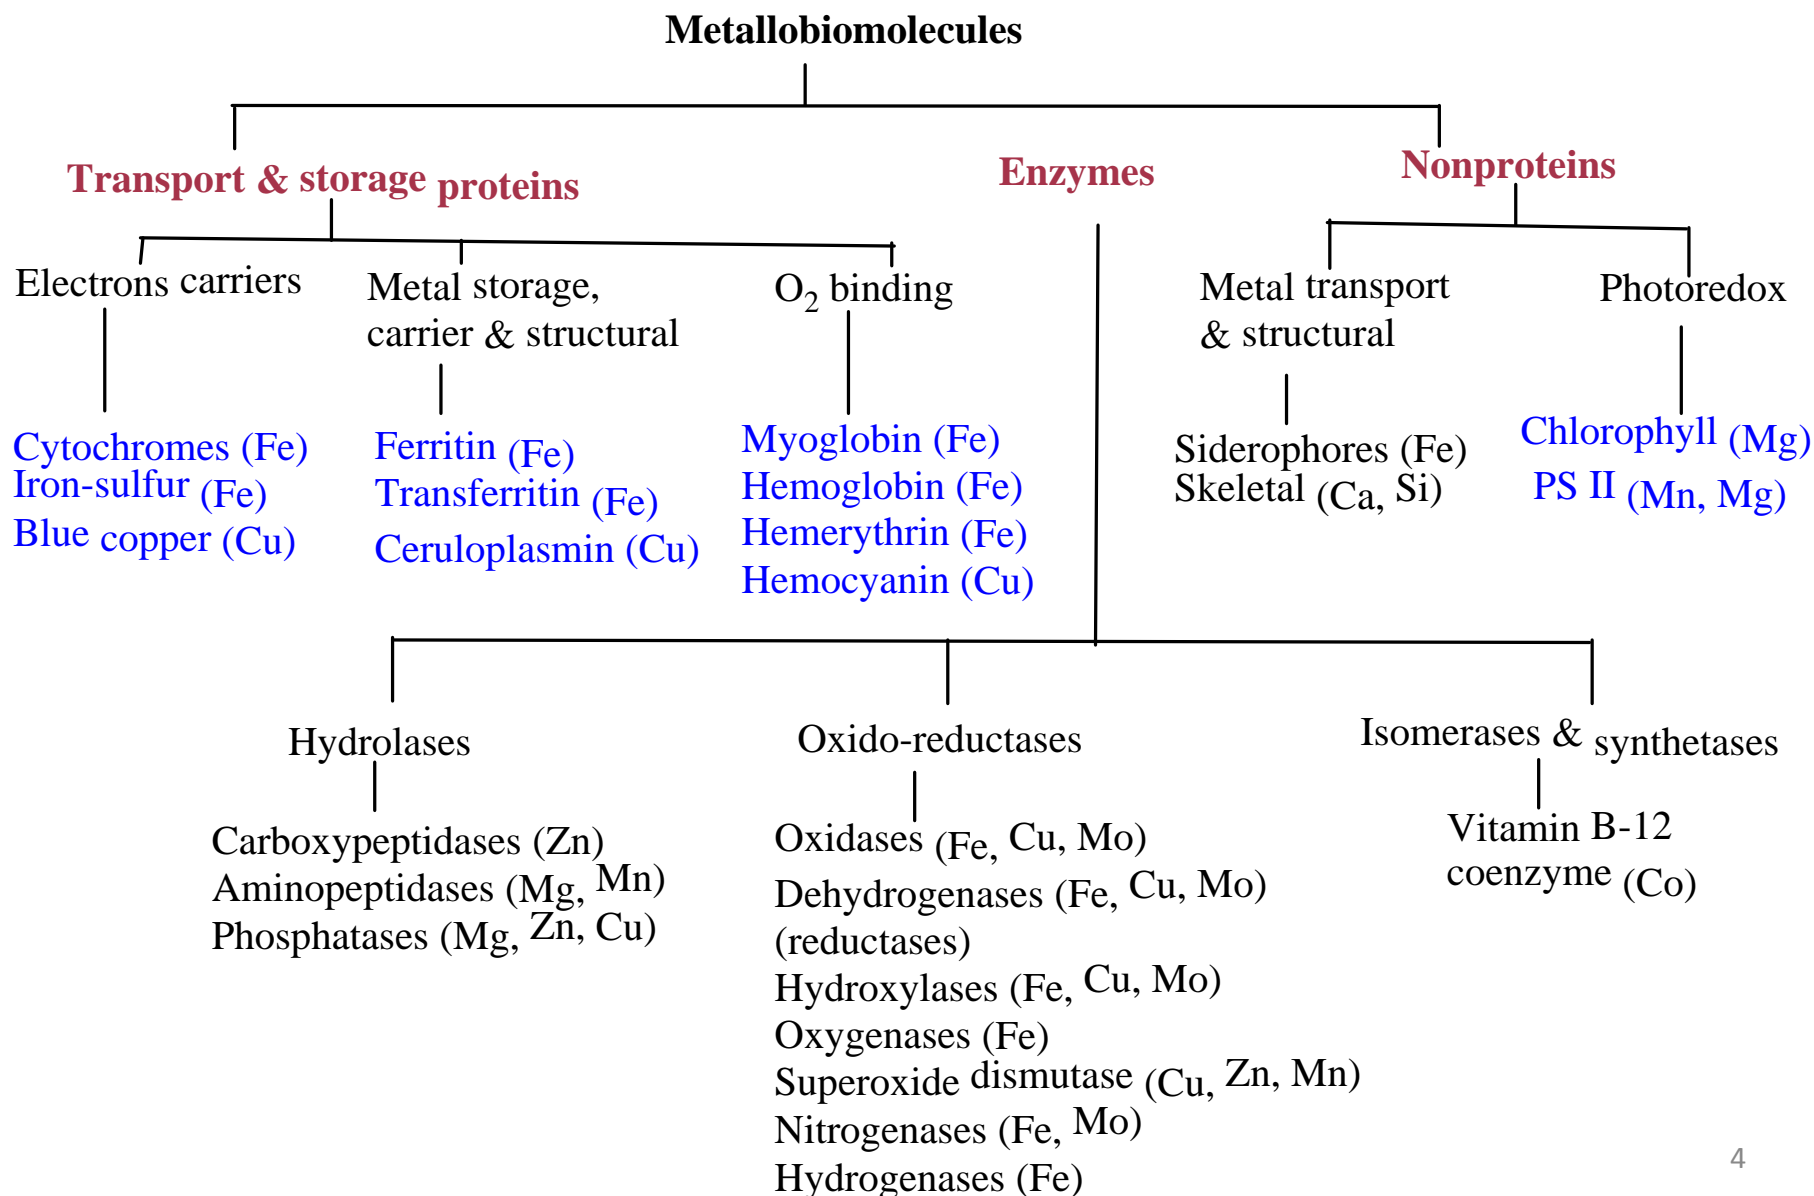 Metallobiomolecules
Transport & storage proteins
Enzymes
Nonproteins
Electrons carriers
Metal storage,
carrier & structural
O2 binding
Metal transport
& structural
Photoredox
Cytochromes (Fe)
Iron-sulfur (Fe)
Blue copper (Cu)
Ferritin (Fe)
Transferritin (Fe)
Ceruloplasmin (Cu)
Myoglobin (Fe)
Hemoglobin (Fe)
Hemerythrin (Fe)
Hemocyanin (Cu)
Siderophores (Fe)
Skeletal (Ca, Si)
Chlorophyll (Mg)
PS II (Mn, Mg)
Hydrolases
Oxido-reductases
Isomerases & synthetases
Carboxypeptidases (Zn)
Aminopeptidases (Mg, Mn)
Phosphatases (Mg, Zn, Cu)
Oxidases (Fe, Cu, Mo)
Dehydrogenases (Fe, Cu, Mo)
(reductases)
Hydroxylases (Fe, Cu, Mo)
Oxygenases (Fe)
Superoxide dismutase (Cu, Zn, Mn)
Nitrogenases (Fe, Mo)
Hydrogenases (Fe)
Vitamin B-12
coenzyme (Co)
4